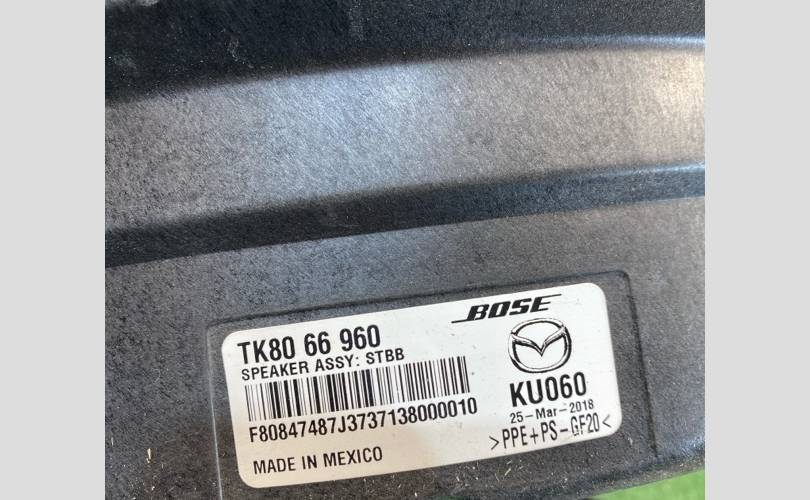 BOSE
TK80 66 960
SPEAKER ASSY: STBB
F80847487J3737138000010
MADE IN MEXICO
KU060
25-Mar-2018
>PPE+PS-GF20<